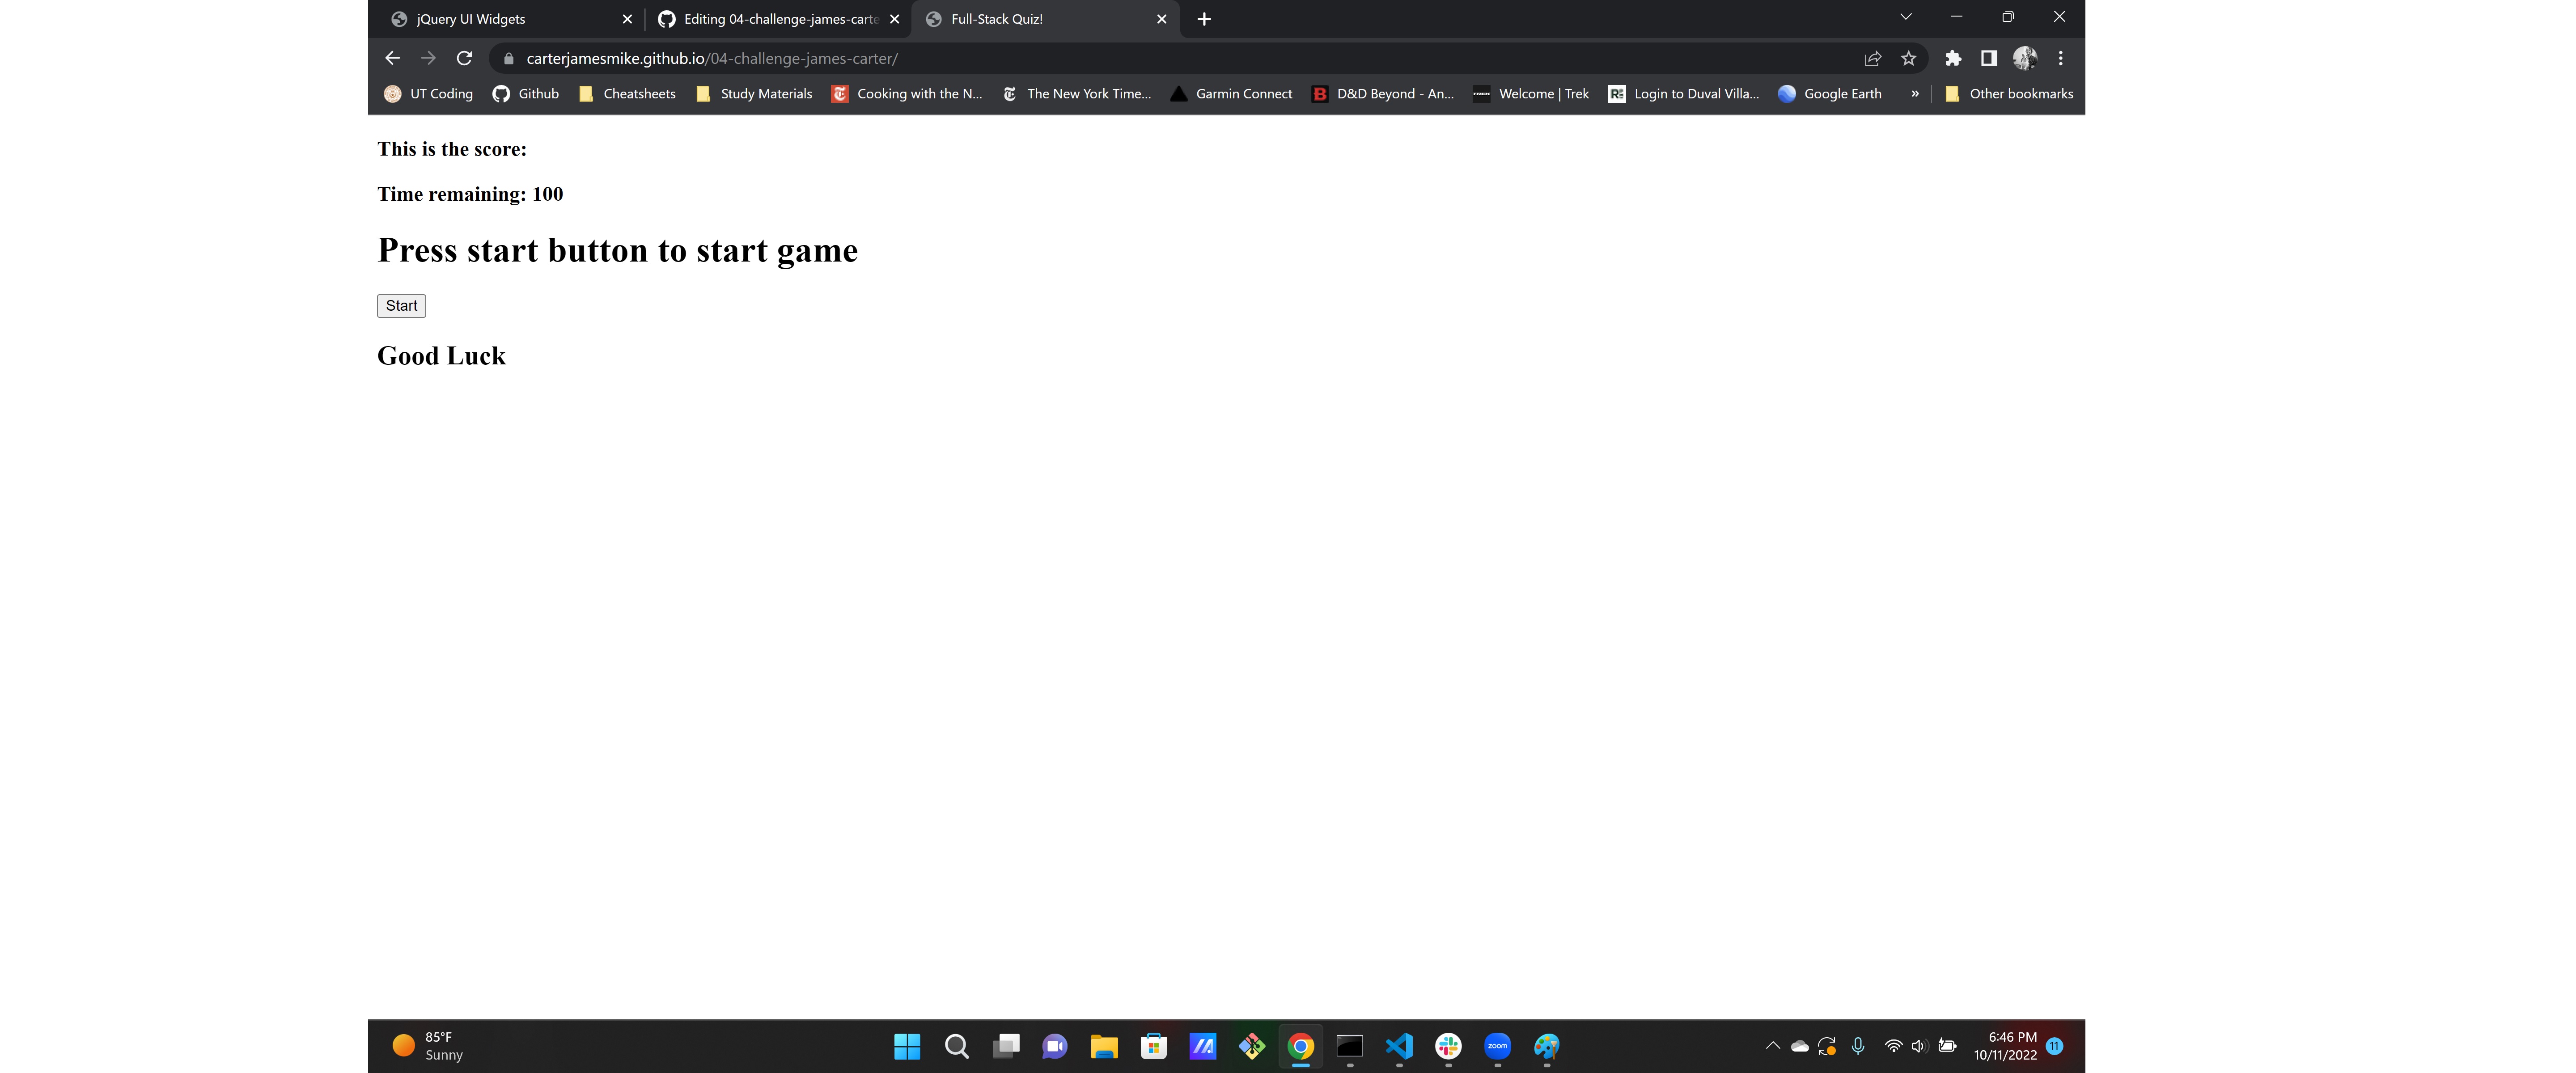 jQuery UI Widgets
Editing 04-challenge-james-carte
Full-Stack Quiz!
carterjamesmike.github.io/04-challenge-james-carter/
UT Coding Github Cheatsheets Study Materials Cooking with the N... The New York Time... Garmin Connect D&D Beyond - An... Welcome | Trek Login to Duval Villa... Google Earth » Other bookmarks
This is the score:
Time remaining: 100
Press start button to start game
Start
Good Luck
85°F
Sunny
zoom
6:46 PM
10/11/2022
11